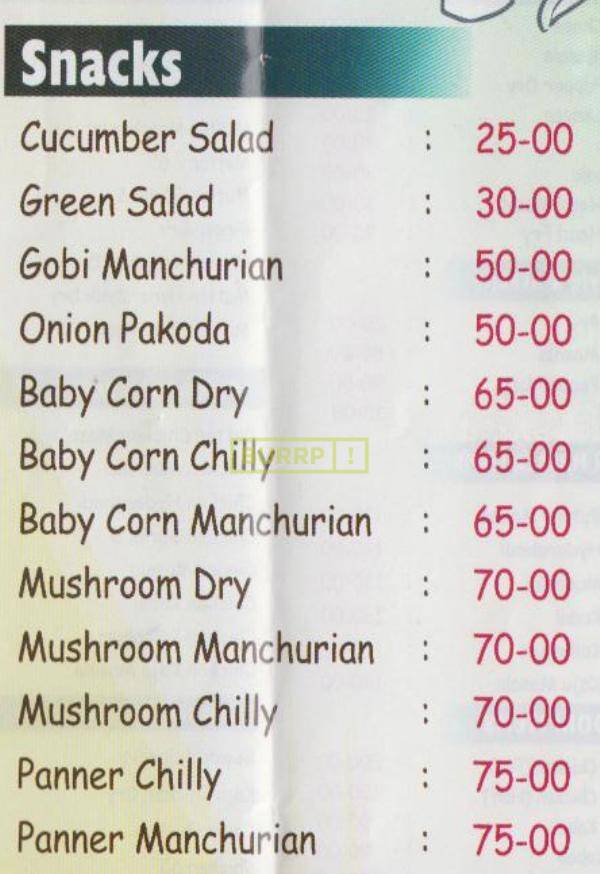 Snacks
Cucumber Salad : 25-00
Green Salad : 30-00
Gobi Manchurian : 50-00
Onion Pakoda : 50-00
Baby Corn Dry : 65-00
Baby Corn Chilly : 65-00
BURRP !
Baby Corn Manchurian : 65-00
Mushroom Dry : 70-00
Mushroom Manchurian : 70-00
Mushroom Chilly : 70-00
Panner Chilly : 75-00
Panner Manchurian : 75-00